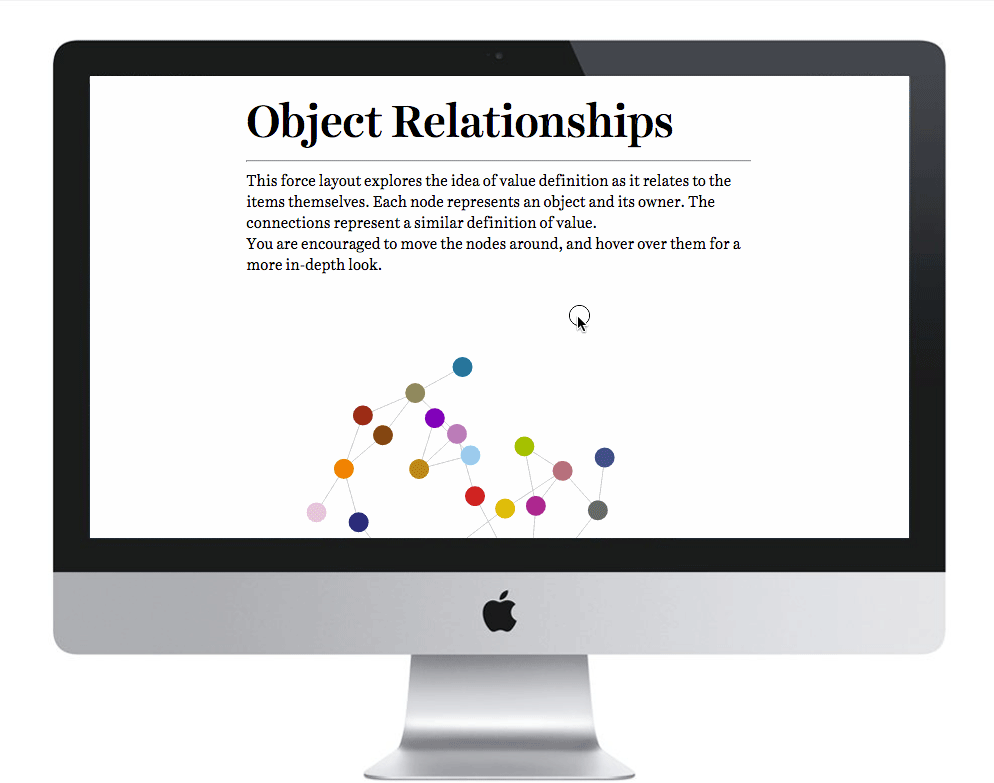 Object Relationships
This force layout explores the idea of value definition as it relates to the
items themselves. Each node represents an object and its owner. The
connections represent a similar definition of value.
You are encouraged to move the nodes around, and hover over them for a
more in-depth look.